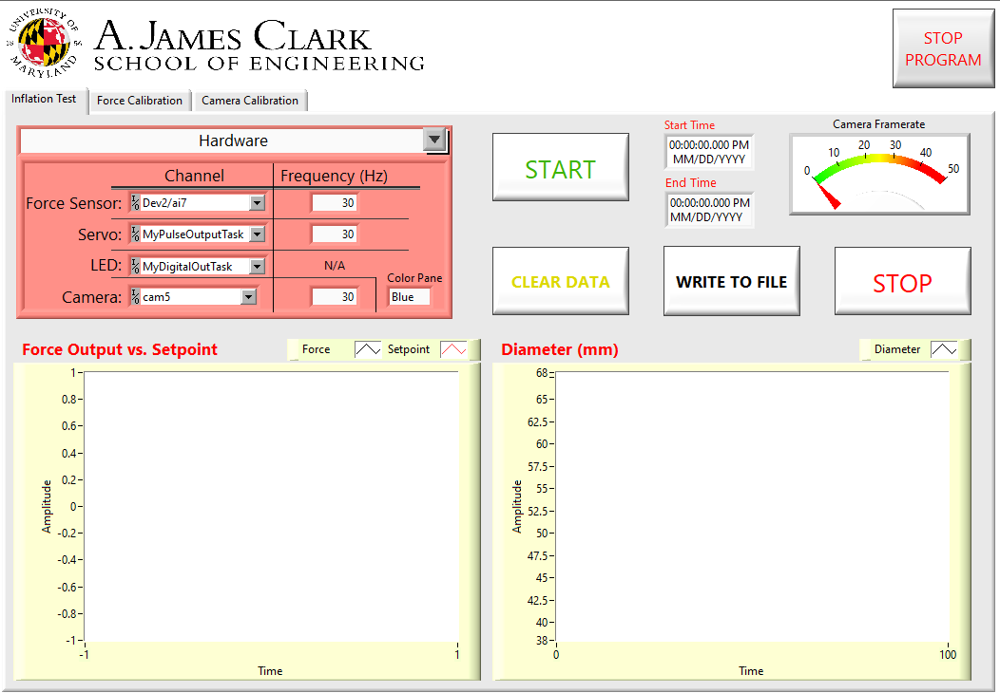 UNIVERSITY OF
18 56
MARYLAND
A. JAMES CLARK
SCHOOL OF ENGINEERING
STOP
PROGRAM
Inflation Test
Force Calibration
Camera Calibration
Hardware
Channel
Frequency (Hz)
Force Sensor:
Dev2/ai7
30
Servo:
MyPulseOutputTask
30
LED:
MyDigitalOutTask
N/A
Camera:
cam5
30
Color Pane
Blue
START
Start Time
00:00:00.000 PM
MM/DD/YYYY
End Time
00:00:00.000 PM
MM/DD/YYYY
Camera Framerate
0
10
20
30
40
50
CLEAR DATA
WRITE TO FILE
STOP
Force Output vs. Setpoint
Force
Setpoint
1
0.8
0.6
0.4
0.2
0
-0.2
-0.4
-0.6
-0.8
-1
Amplitude
-1
1
Time
Diameter (mm)
Diameter
68
65
62.5
60
57.5
55
52.5
50
47.5
45
42.5
40
38
Amplitude
0
100
Time